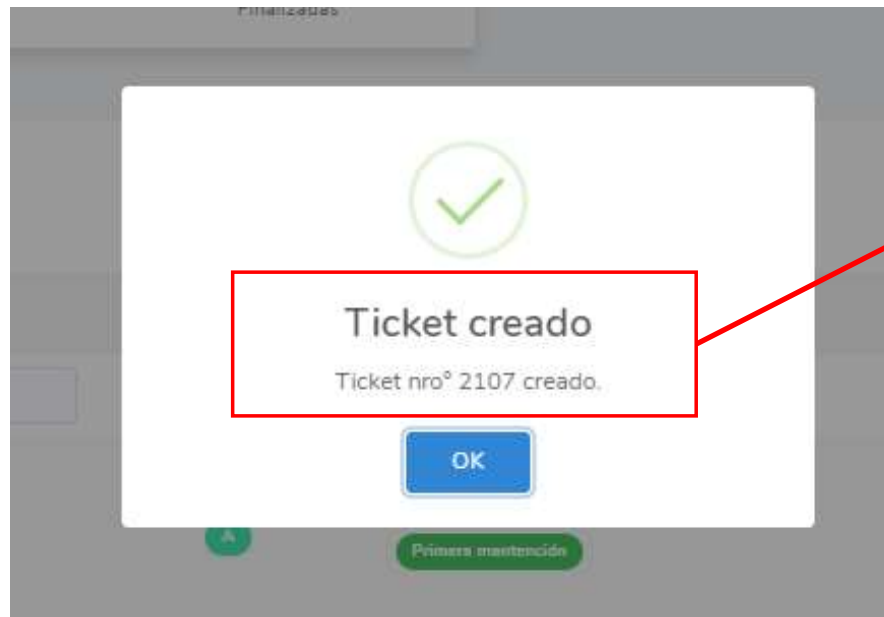 Finalizadas
Ticket creado
Ticket nro° 2107 creado.
OK
A
Primera mantención